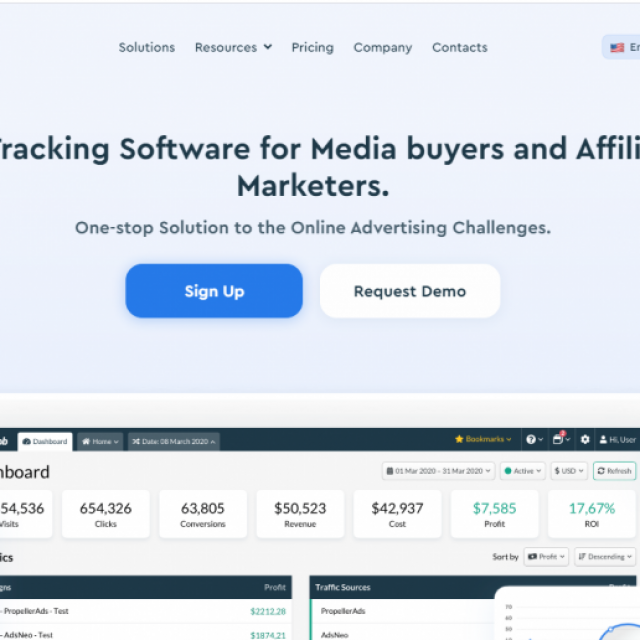 Solutions Resources Pricing Company Contacts En
Tracking Software for Media buyers and Affili
Marketers.
One-stop Solution to the Online Advertising Challenges.
Sign Up Request Demo
Dashboard Home Date: 08 March 2020 Bookmarks 2 Hi, User
hboard 01 Mar 2020 - 31 Mar 2020 Active $ USD Refresh
54,536 654,326 63,805 $50,523 $42,937 $7,585 17,67%
Visits Clicks Conversions Revenue Cost Profit ROI
ics Sort by Profit Descending
gns Profit Traffic Sources
- PropellerAds - Test $2212,28 PropellerAds
- AdsNeo - Test $1874,21 AdsNeo
70
60
50